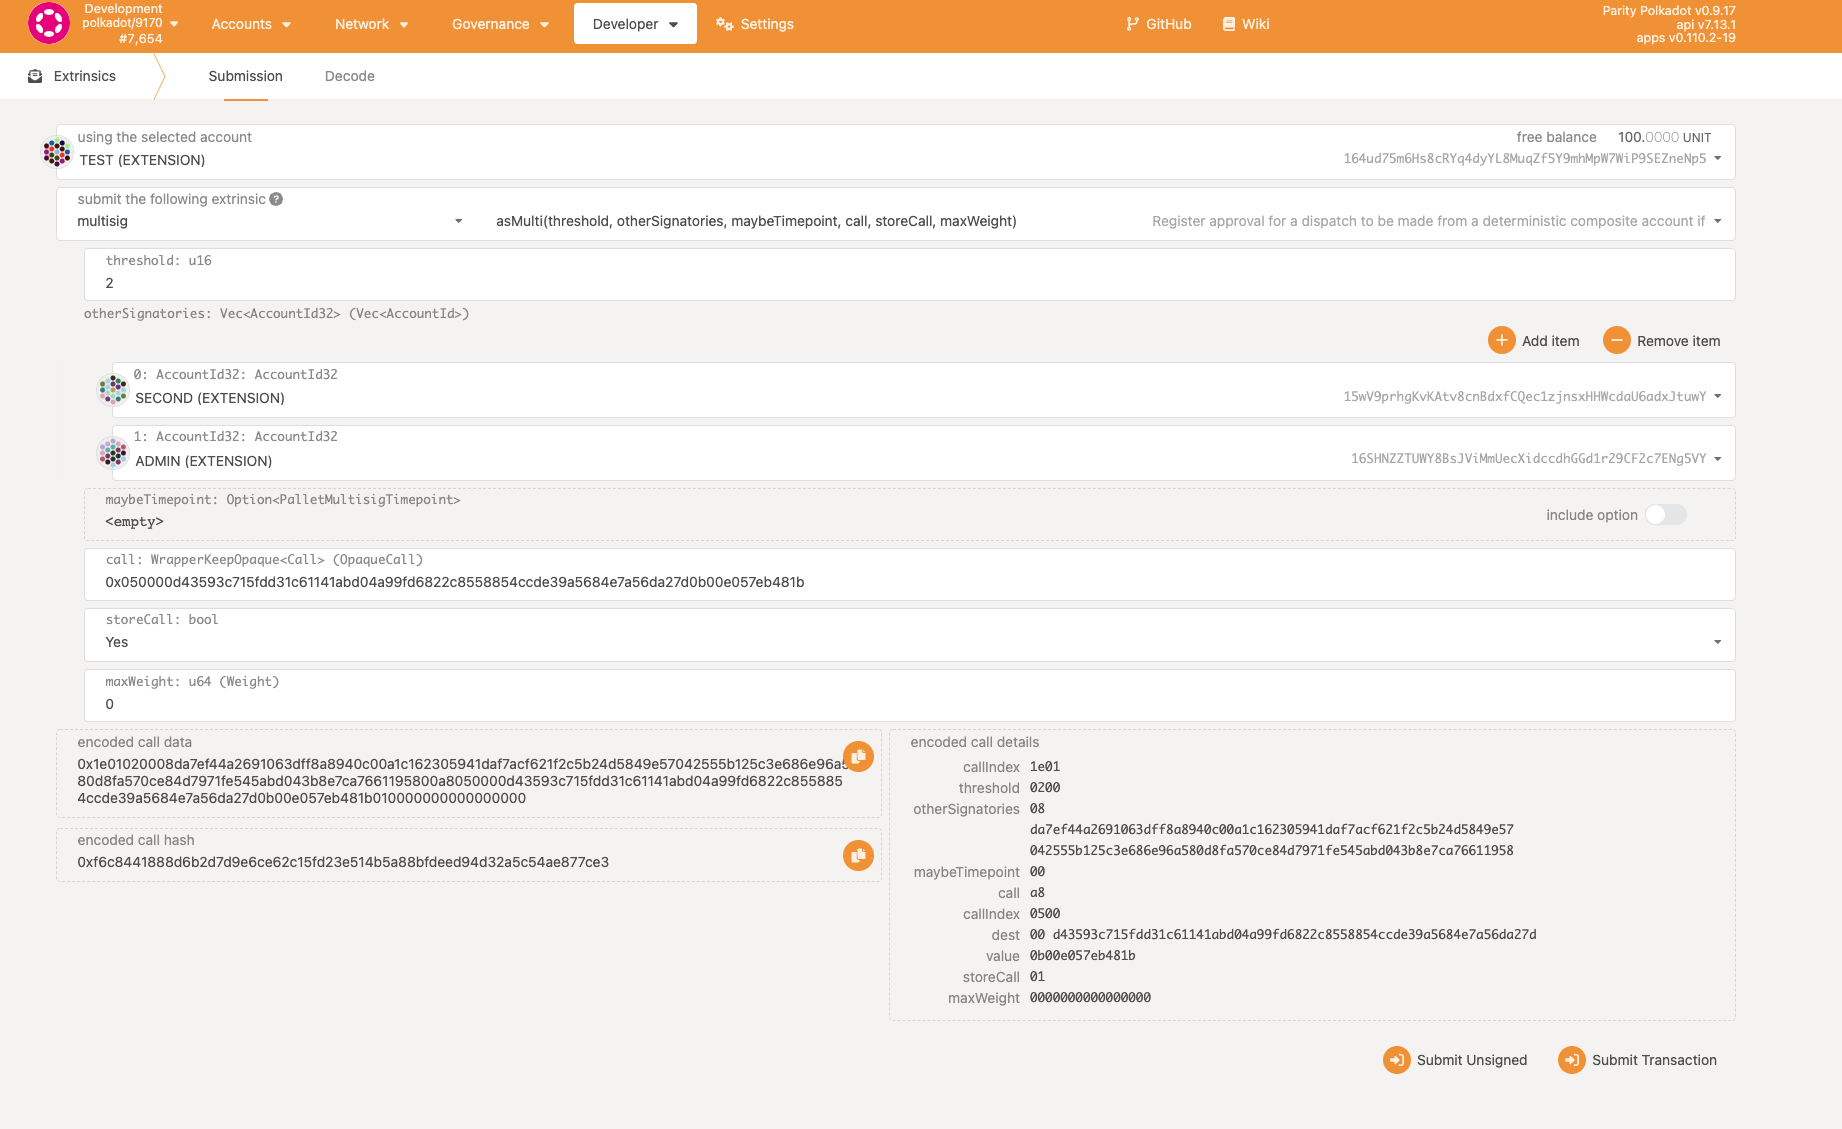 Development
polkadot/9170
#7,654
Accounts
Network
Governance
Developer
Settings
GitHub
Wiki
Parity Polkadot v0.9.17
api v7.13.1
apps v0.110.2-19
Extrinsics
Submission
Decode
using the selected account
TEST (EXTENSION)
free balance 100.0000 UNIT
164ud75m6Hs8cRYq4dyYL8MuqZf5Y9mhMpW7WiP9SEZneNp5
submit the following extrinsic ?
multisig
asMulti(threshold, otherSignatories, maybeTimepoint, call, storeCall, maxWeight)
Register approval for a dispatch to be made from a deterministic composite account if
threshold: u16
2
otherSignatories: Vec<AccountId32> (Vec<AccountId>)
Add item
Remove item
0: AccountId32: AccountId32
SECOND (EXTENSION)
15wV9prhgKvKAtv8cnBdxfCQec1zjnsxHHWcdaU6adxJtuwY
1: AccountId32: AccountId32
ADMIN (EXTENSION)
16SHNZZTUWY8BsJViMmUecXidccdhGGd1r29CF2c7ENg5VY
maybeTimepoint: Option<PalletMultisigTimepoint>
<empty>
include option
call: WrapperKeepOpaque<Call> (OpaqueCall)
0x050000d43593c715fdd31c61141abd04a99fd6822c8558854ccde39a5684e7a56da27d0b00e057eb481b
storeCall: bool
Yes
maxWeight: u64 (Weight)
0
encoded call data
0x1e01020008da7ef44a2691063dff8a8940c00a1c162305941daf7acf621f2c5b24d5849e57042555b125c3e686e96a5
80d8fa570ce84d7971fe545abd043b8e7ca7661195800a8050000d43593c715fdd31c61141abd04a99fd6822c855885
4ccde39a5684e7a56da27d0b00e057eb481b010000000000000000
encoded call hash
0xf6c8441888d6b2d7d9e6ce62c15fd23e514b5a88bfdeed94d32a5c54ae877ce3
encoded call details
callIndex 1e01
threshold 0200
otherSignatories 08
da7ef44a2691063dff8a8940c00a1c162305941daf7acf621f2c5b24d5849e57
042555b125c3e686e96a580d8fa570ce84d7971fe545abd043b8e7ca76611958
maybeTimepoint 00
call a8
callIndex 0500
dest 00 d43593c715fdd31c61141abd04a99fd6822c8558854ccde39a5684e7a56da27d
value 0b00e057eb481b
storeCall 01
maxWeight 0000000000000000
Submit Unsigned
Submit Transaction